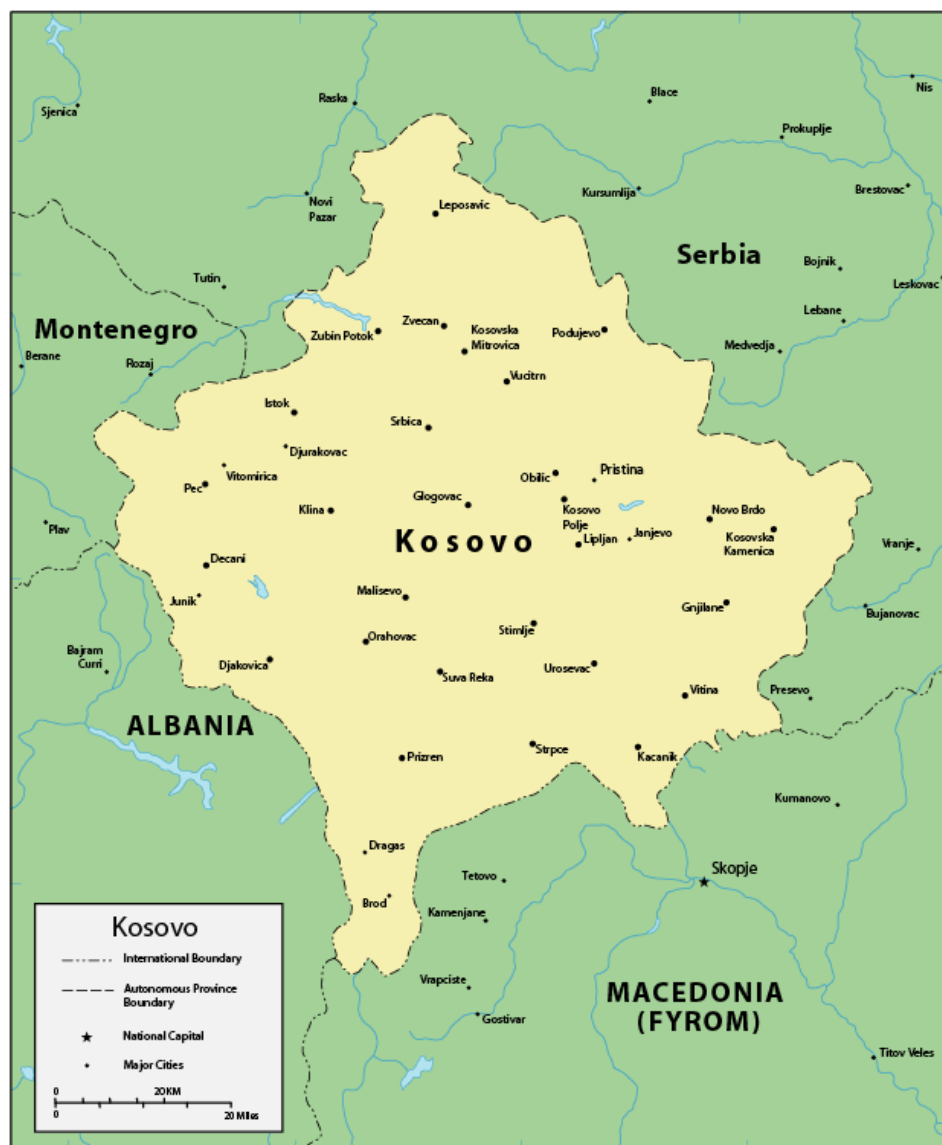 Raska
Blace
Nis
Sjenica
Prokuplje
Novi
Pazar
Leposavic
Kursumlija
Brestovac
Serbia
Bojnik
Leskovac
Tutin
Montenegro
Lebane
Zubin Potok
Zvecan
Kosovska
Mitrovica
Podujevo
Medvedja
Berane
Rozaj
Vucitrn
Istok
Srbica
Djurakovac
Vitomirica
Pec
Obilic
Pristina
Klina
Glogovac
Kosovo
Polje
Novo Brdo
Plav
Kosovo
Lipljan
Janjevo
Kosovska
Kamenica
Vranje
Decani
Junik
Malisevo
Gnjilane
Bujanovac
Stimlje
Orahovac
Bajram
Curri
Djakovica
Suva Reka
Urosevac
Vitina
Presevo
ALBANIA
Prizren
Strpce
Kacanik
Kumanovo
Dragas
Skopje
Tetovo
Brod
Kamenjane
Vrapciste
MACEDONIA
(FYROM)
Gostivar
Titov Veles
Kosovo
International Boundary
Autonomous Province
Boundary
National Capital
Major Cities
0 20KM
0 20 Miles